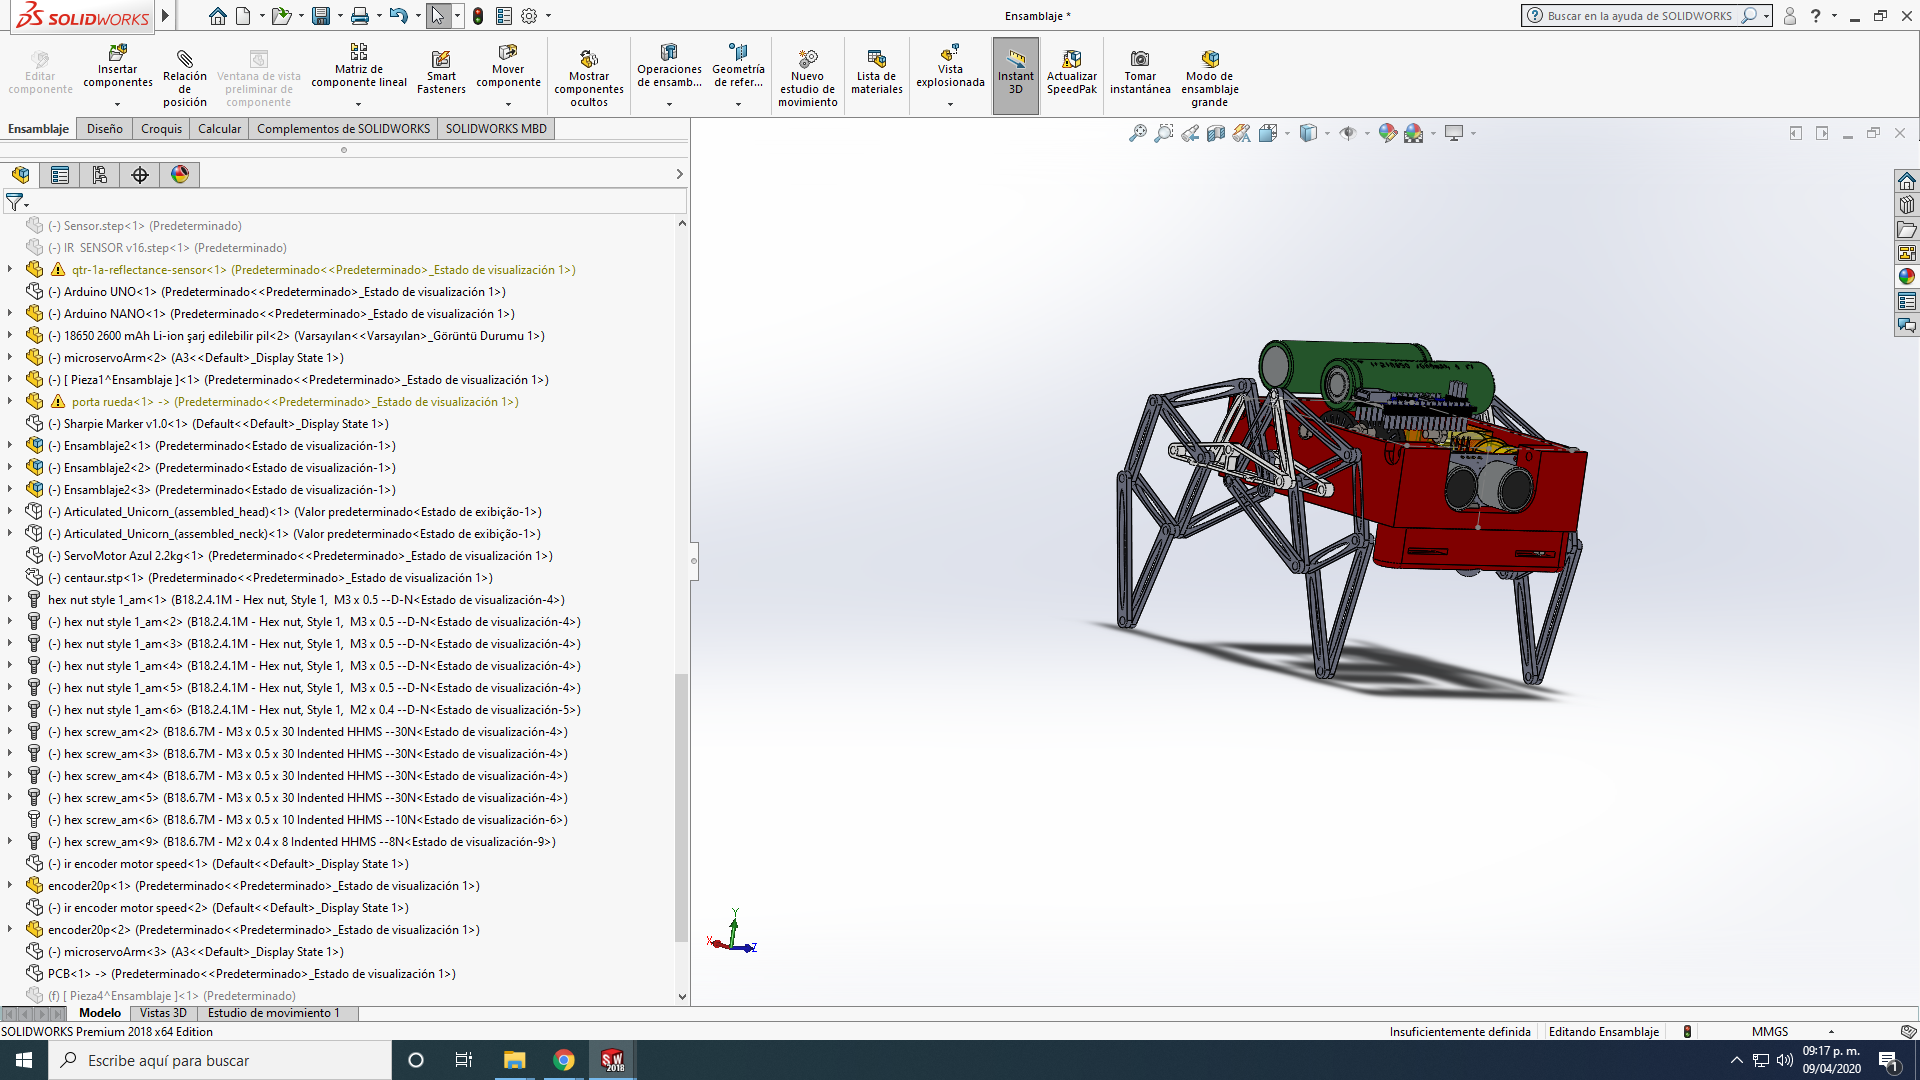 SOLIDWORKS
Ensamblaje *
Buscar en la ayuda de SOLIDWORKS
Editar componente
Insertar componentes
Relación de posición
Ventana de vista preliminar de componente
Matriz de componente lineal
Smart Fasteners
Mover componente
Mostrar componentes ocultos
Operaciones de ensamb...
Geometría de refer...
Nuevo estudio de movimiento
Lista de materiales
Vista explosionada
Instant 3D
Actualizar SpeedPak
Tomar instantánea
Modo de ensamblaje grande
Ensamblaje
Diseño
Croquis
Calcular
Complementos de SOLIDWORKS
SOLIDWORKS MBD
(-) Sensor.step<1> (Predeterminado)
(-) IR SENSOR v16.step<1> (Predeterminado)
qtr-1a-reflectance-sensor<1> (Predeterminado<<Predeterminado>_Estado de visualización 1>)
(-) Arduino UNO<1> (Predeterminado<<Predeterminado>_Estado de visualización 1>)
(-) Arduino NANO<1> (Predeterminado<<Predeterminado>_Estado de visualización 1>)
(-) 18650 2600 mAh Li-ion şarj edilebilir pil<2> (Varsayılan<<Varsayılan>_Görüntü Durumu 1>)
(-) microservoArm<2> (A3<<Default>_Display State 1>)
(-) [ Pieza1^Ensamblaje ]<1> (Predeterminado<<Predeterminado>_Estado de visualización 1>)
porta rueda<1> -> (Predeterminado<<Predeterminado>_Estado de visualización 1>)
(-) Sharpie Marker v1.0<1> (Default<<Default>_Display State 1>)
(-) Ensamblaje2<1> (Predeterminado<Estado de visualización-1>)
(-) Ensamblaje2<2> (Predeterminado<Estado de visualización-1>)
(-) Ensamblaje2<3> (Predeterminado<Estado de visualización-1>)
(-) Articulated_Unicorn_(assembled_head)<1> (Valor predeterminado<Estado de exibição-1>)
(-) Articulated_Unicorn_(assembled_neck)<1> (Valor predeterminado<Estado de exibição-1>)
(-) ServoMotor Azul 2.2kg<1> (Predeterminado<<Predeterminado>_Estado de visualización 1>)
(-) centaur.stp<1> (Predeterminado<<Predeterminado>_Estado de visualización 1>)
hex nut style 1_am<1> (B18.2.4.1M - Hex nut, Style 1, M3 x 0.5 --D-N<Estado de visualización-4>)
(-) hex nut style 1_am<2> (B18.2.4.1M - Hex nut, Style 1, M3 x 0.5 --D-N<Estado de visualización-4>)
(-) hex nut style 1_am<3> (B18.2.4.1M - Hex nut, Style 1, M3 x 0.5 --D-N<Estado de visualización-4>)
(-) hex nut style 1_am<4> (B18.2.4.1M - Hex nut, Style 1, M3 x 0.5 --D-N<Estado de visualización-4>)
(-) hex nut style 1_am<5> (B18.2.4.1M - Hex nut, Style 1, M3 x 0.5 --D-N<Estado de visualización-4>)
(-) hex nut style 1_am<6> (B18.2.4.1M - Hex nut, Style 1, M2 x 0.4 --D-N<Estado de visualización-5>)
(-) hex screw_am<2> (B18.6.7M - M3 x 0.5 x 30 Indented HHMS --30N<Estado de visualización-4>)
(-) hex screw_am<3> (B18.6.7M - M3 x 0.5 x 30 Indented HHMS --30N<Estado de visualización-4>)
(-) hex screw_am<4> (B18.6.7M - M3 x 0.5 x 30 Indented HHMS --30N<Estado de visualización-4>)
(-) hex screw_am<5> (B18.6.7M - M3 x 0.5 x 30 Indented HHMS --30N<Estado de visualización-4>)
(-) hex screw_am<6> (B18.6.7M - M3 x 0.5 x 10 Indented HHMS --10N<Estado de visualización-6>)
(-) hex screw_am<9> (B18.6.7M - M2 x 0.4 x 8 Indented HHMS --8N<Estado de visualización-9>)
(-) ir encoder motor speed<1> (Default<<Default>_Display State 1>)
encoder20p<1> (Predeterminado<<Predeterminado>_Estado de visualización 1>)
(-) ir encoder motor speed<2> (Default<<Default>_Display State 1>)
encoder20p<2> (Predeterminado<<Predeterminado>_Estado de visualización 1>)
(-) microservoArm<3> (A3<<Default>_Display State 1>)
PCB<1> -> (Predeterminado<<Predeterminado>_Estado de visualización 1>)
(f) [ Pieza4^Ensamblaje ]<1> (Predeterminado)
Y
X
Z
Modelo
Vistas 3D
Estudio de movimiento 1
SOLIDWORKS Premium 2018 x64 Edition
Insuficientemente definida
Editando Ensamblaje
MMGS
Escribe aquí para buscar
SW 2018
09:17 p. m.
09/04/2020
1